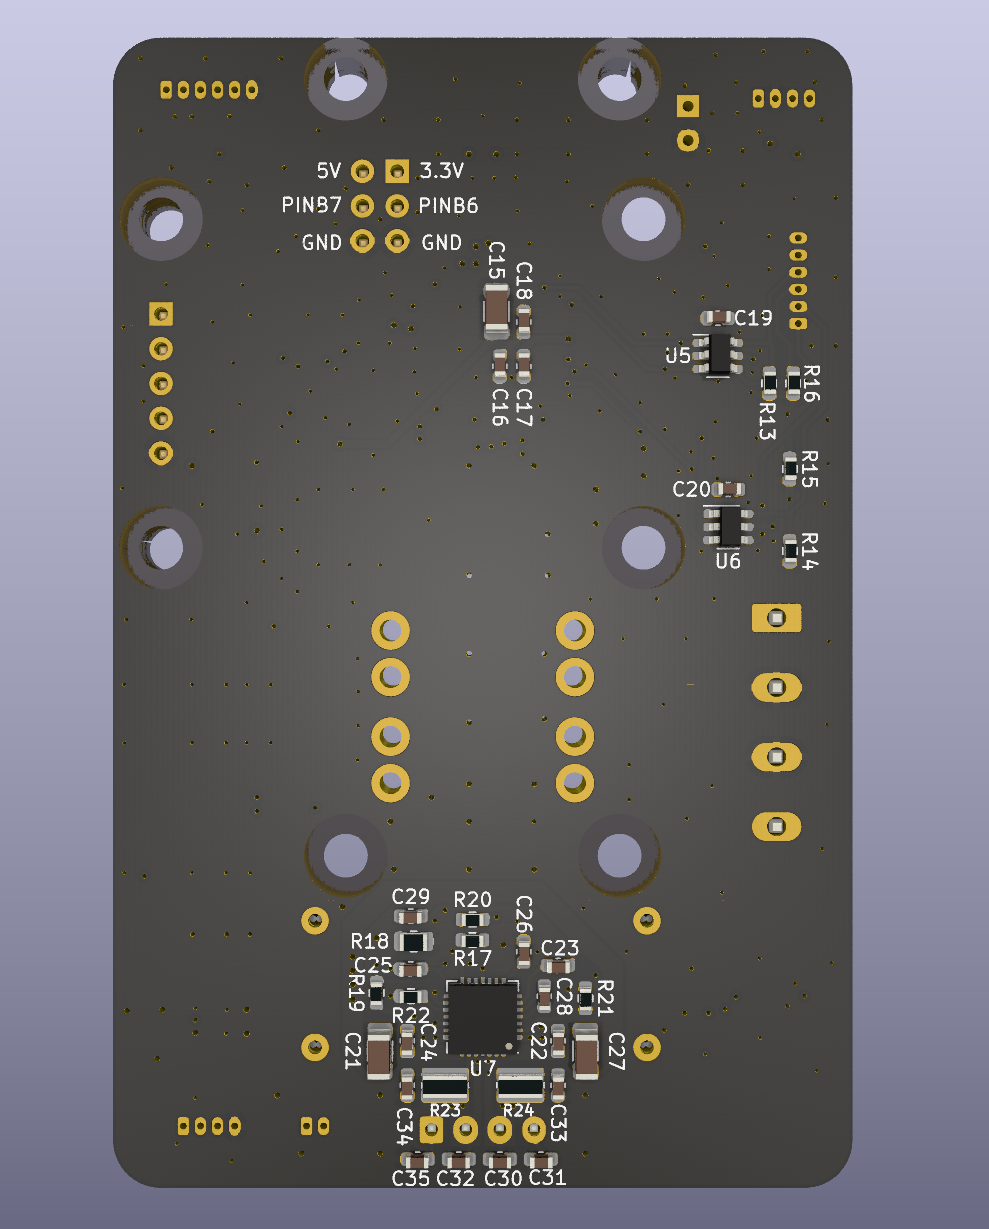 5V 3.3V
PINB7 PINB6
GND GND
C15
C18
C19
U5
C16
C17
R16
R13
R15
C20
R14
U6
C29
R20
C26
R18
R17
C23
C25
R19
C28
R21
R22
C21
C24
C22
C27
U7
R23
R24
C34
C33
C35
C32
C30
C31